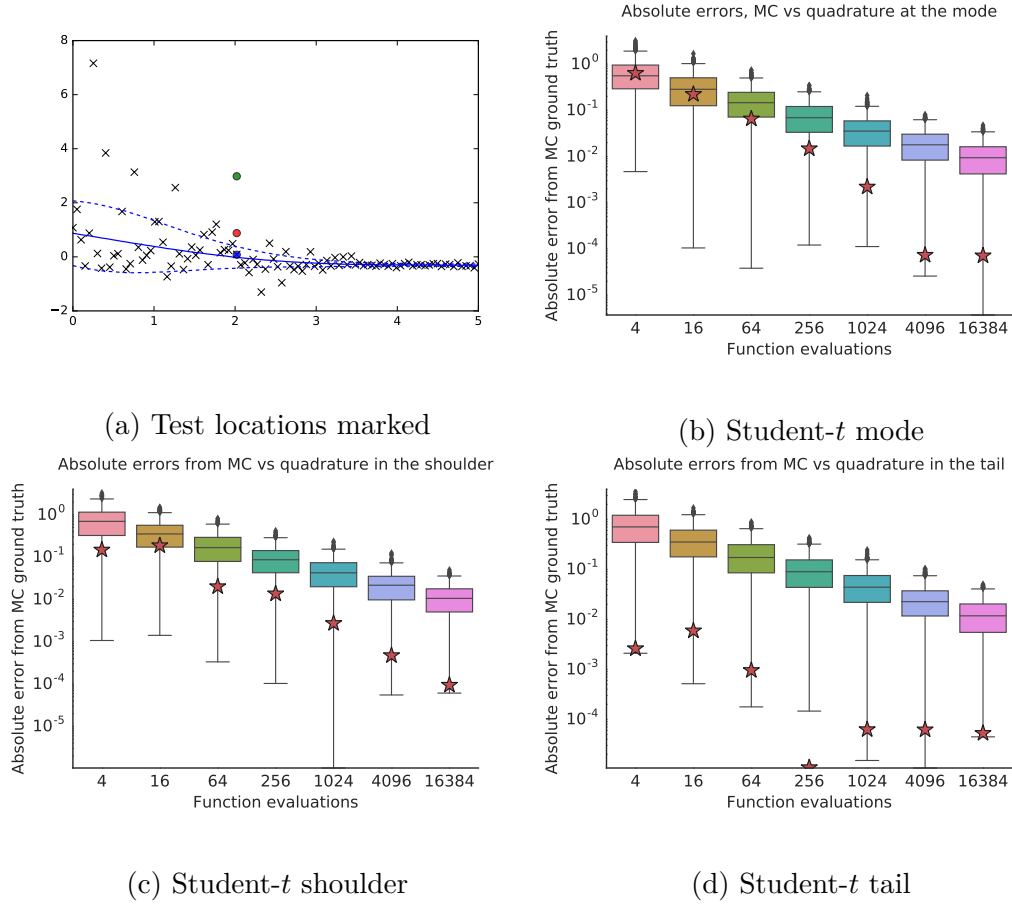 8
6
4
2
0
−2
0 1 2 3 4 5
(a) Test locations marked
Absolute errors, MC vs quadrature at the mode
Absolute error from MC ground truth
10^0
10^-1
10^-2
10^-3
10^-4
10^-5
4 16 64 256 1024 4096 16384
Function evaluations
(b) Student-t mode
Absolute errors from MC vs quadrature in the shoulder
Absolute error from MC ground truth
10^0
10^-1
10^-2
10^-3
10^-4
10^-5
4 16 64 256 1024 4096 16384
Function evaluations
(c) Student-t shoulder
Absolute errors from MC vs quadrature in the tail
Absolute error from MC ground truth
10^0
10^-1
10^-2
10^-3
10^-4
4 16 64 256 1024 4096 16384
Function evaluations
(d) Student-t tail